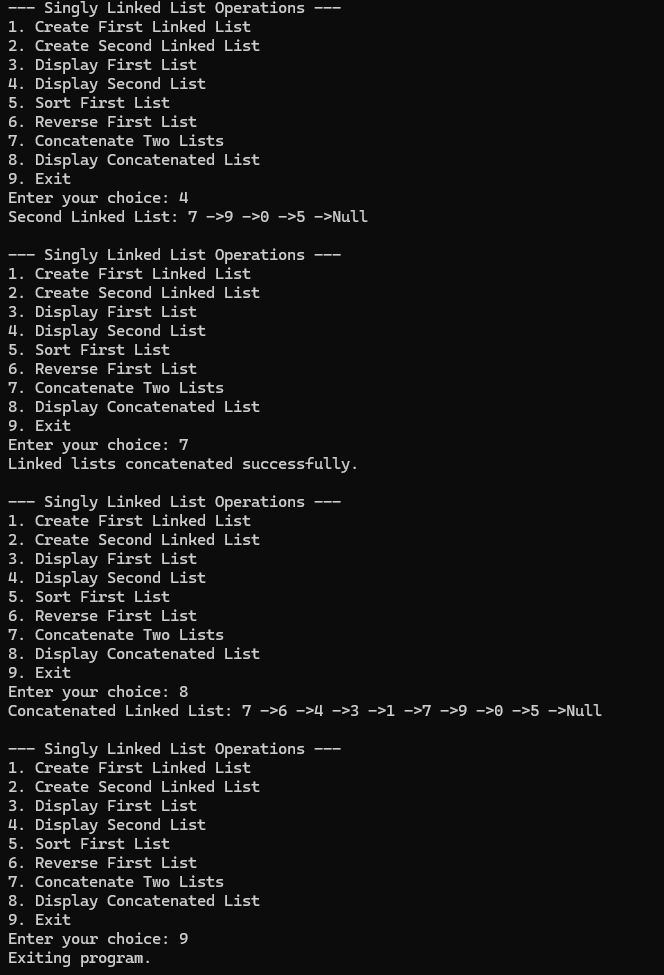 --- Singly Linked List Operations ---
1. Create First Linked List
2. Create Second Linked List
3. Display First List
4. Display Second List
5. Sort First List
6. Reverse First List
7. Concatenate Two Lists
8. Display Concatenated List
9. Exit
Enter your choice: 4
Second Linked List: 7 ->9 ->0 ->5 ->Null

--- Singly Linked List Operations ---
1. Create First Linked List
2. Create Second Linked List
3. Display First List
4. Display Second List
5. Sort First List
6. Reverse First List
7. Concatenate Two Lists
8. Display Concatenated List
9. Exit
Enter your choice: 7
Linked lists concatenated successfully.

--- Singly Linked List Operations ---
1. Create First Linked List
2. Create Second Linked List
3. Display First List
4. Display Second List
5. Sort First List
6. Reverse First List
7. Concatenate Two Lists
8. Display Concatenated List
9. Exit
Enter your choice: 8
Concatenated Linked List: 7 ->6 ->4 ->3 ->1 ->7 ->9 ->0 ->5 ->Null

--- Singly Linked List Operations ---
1. Create First Linked List
2. Create Second Linked List
3. Display First List
4. Display Second List
5. Sort First List
6. Reverse First List
7. Concatenate Two Lists
8. Display Concatenated List
9. Exit
Enter your choice: 9
Exiting program.